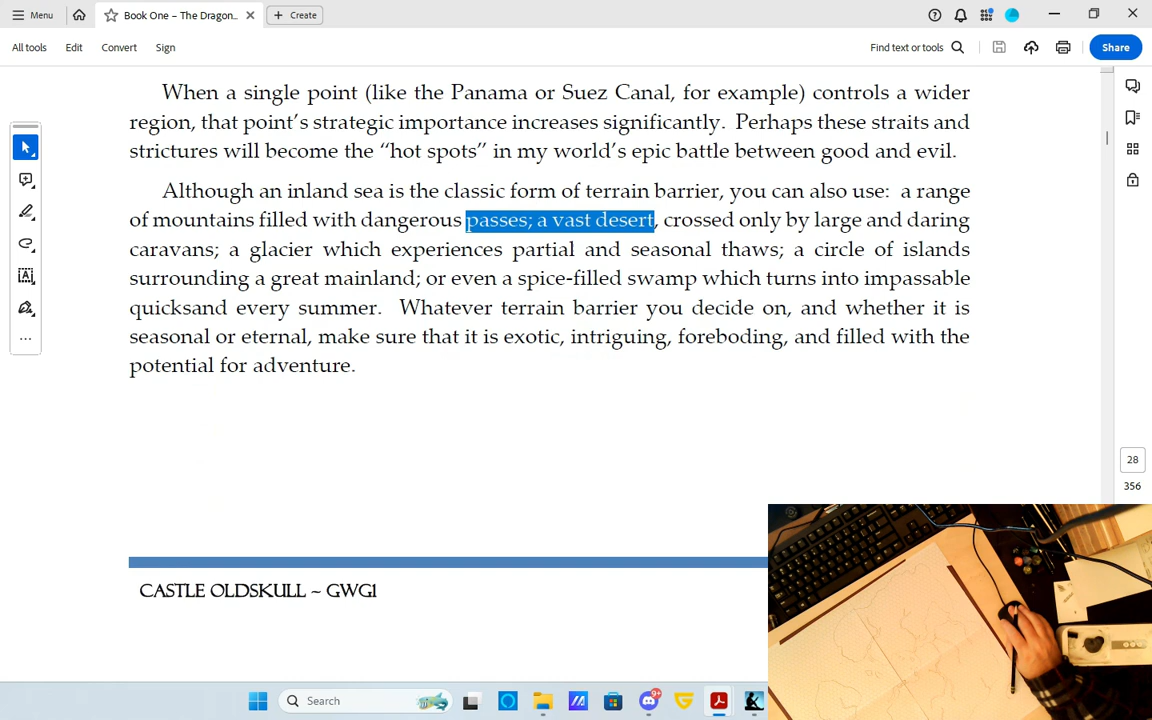 Menu
Book One – The Dragon...
Create
All tools
Edit
Convert
Sign
Find text or tools
Share
When a single point (like the Panama or Suez Canal, for example) controls a wider
region, that point's strategic importance increases significantly. Perhaps these straits and
strictures will become the "hot spots" in my world's epic battle between good and evil.
Although an inland sea is the classic form of terrain barrier, you can also use: a range
of mountains filled with dangerous passes; a vast desert, crossed only by large and daring
caravans; a glacier which experiences partial and seasonal thaws; a circle of islands
surrounding a great mainland; or even a spice-filled swamp which turns into impassable
quicksand every summer. Whatever terrain barrier you decide on, and whether it is
seasonal or eternal, make sure that it is exotic, intriguing, foreboding, and filled with the
potential for adventure.
28
356
CASTLE OLDSKULL ~ GWG1
Search
9+